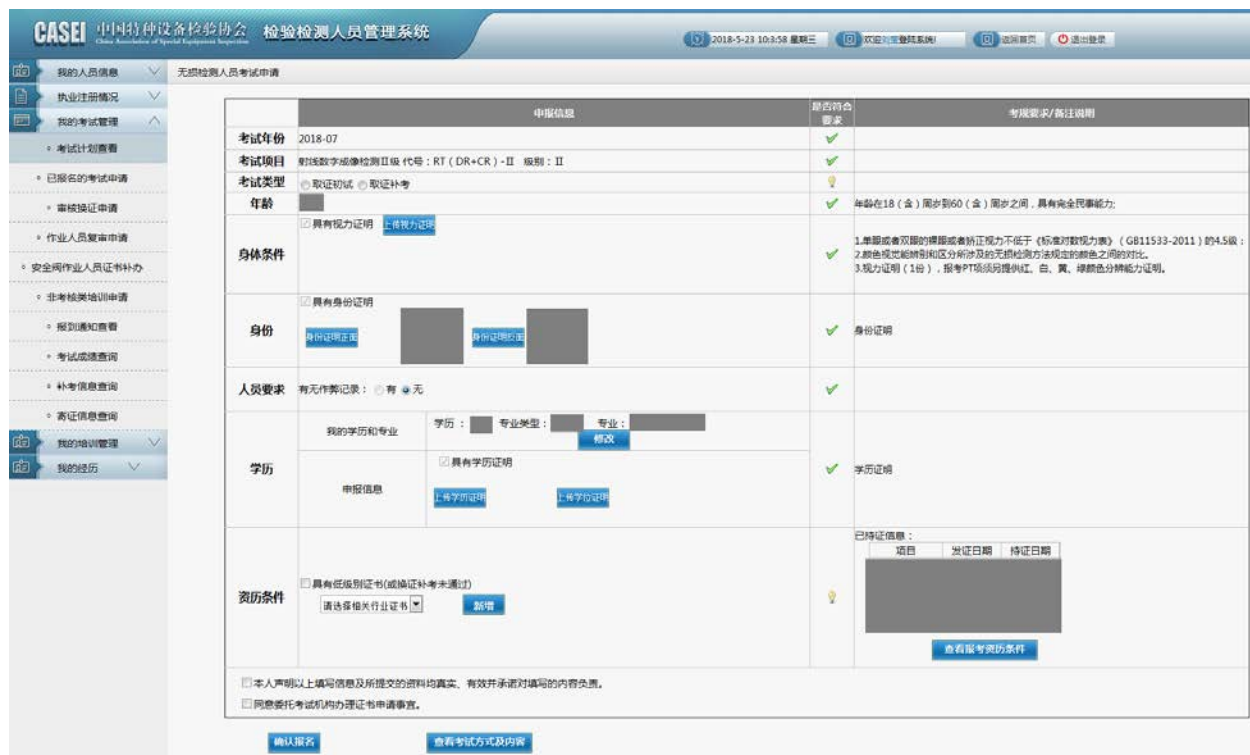 CASEI 中国特种设备检验协会 检验检测人员管理系统
China Association of Special Equipment Inspection
2018-5-23 10:3:58 星期三 欢迎登陆系统! 返回首页 退出登录
我的人员信息
执业注册情况
我的考试管理
考试计划查看
已报名的考试申请
审核换证申请
作业人员复审申请
安全阀作业人员证书补办
非考核类培训申请
报到通知查看
考试成绩查询
补考信息查询
寄证信息查询
我的培训管理
我的经历
无损检测人员考试申请
申报信息 是否符合要求 考规要求/备注说明
考试年份 2018-07
考试项目 射线数字成像检测II级 代号：RT（DR+CR）-II 级别：II
考试类型 取证初试 取证补考
年龄 年龄在18（含）周岁到60（含）周岁之间，具有完全民事能力;
身体条件 具有视力证明 上传视力证明
1.单眼或者双眼的裸眼或者矫正视力不低于《标准对数视力表》（GB11533-2011）的4.5级；
2.颜色视觉能辨别和区分所涉及的无损检测方法规定的颜色之间的对比。
3.视力证明（1份），报考PT项须另提供红、白、黄、绿颜色分辨能力证明。
身份 具有身份证明
身份证明正面 身份证明反面 身份证明
人员要求 有无作弊记录： 有 无
学历 我的学历和专业 学历： 专业类型： 专业：
修改
申报信息 具有学历证明
上传学历证明 上传学位证明 学历证明
资历条件 具有低级别证书(或换证补考未通过)
请选择相关行业证书 新增
已持证信息：
项目 发证日期 持证日期
查看报考资历条件
本人声明以上填写信息及所提交的资料均真实、有效并承诺对填写的内容负责。
同意委托考试机构办理证书申请事宜。
确认报名 查看考试方式及内容